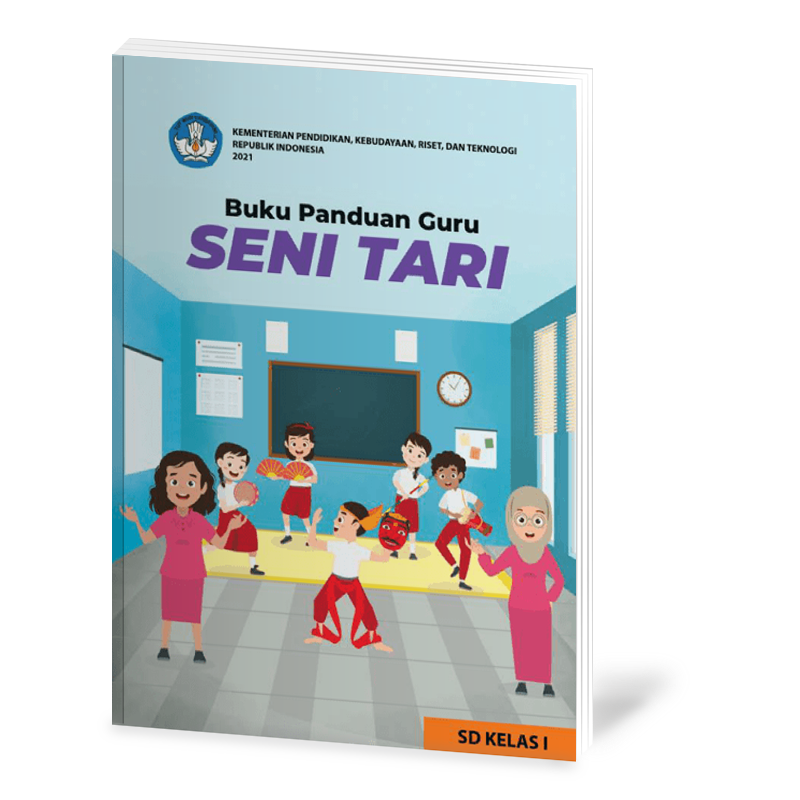 KEMENTERIAN PENDIDIKAN, KEBUDAYAAN, RISET, DAN TEKNOLOGI
REPUBLIK INDONESIA
2021
Buku Panduan Guru
SENI TARI
SD KELAS I